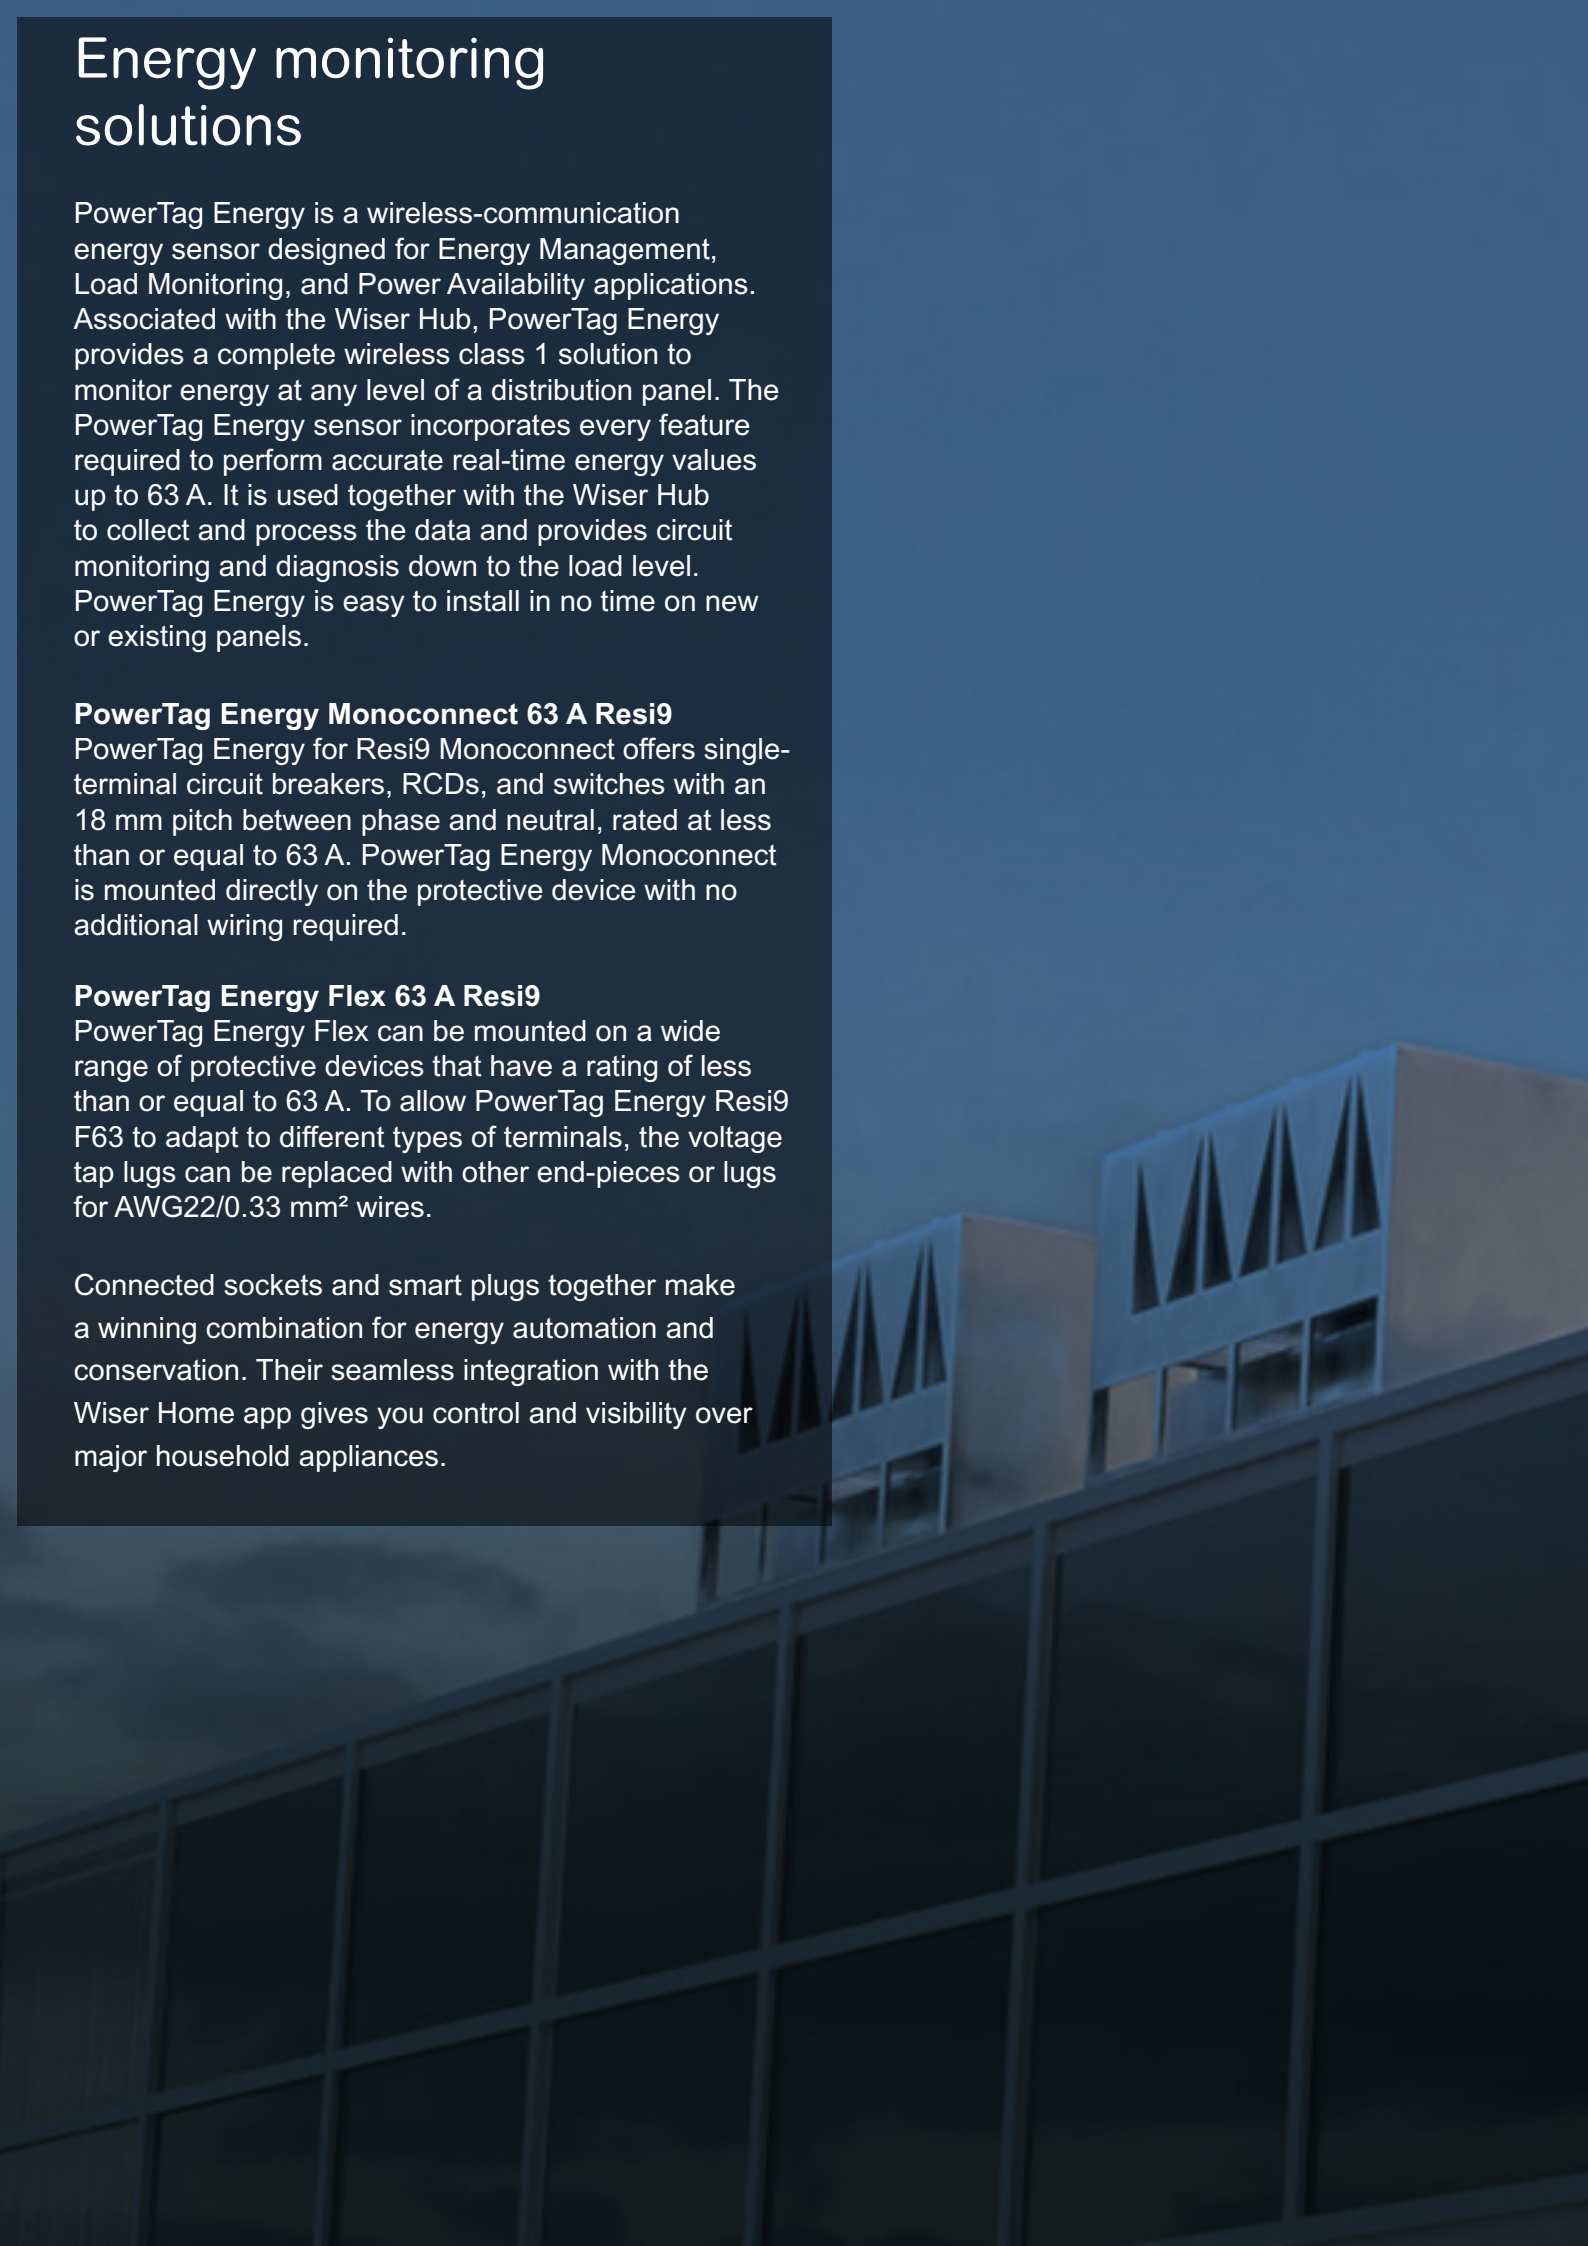 Energy monitoring
solutions
PowerTag Energy is a wireless-communication
energy sensor designed for Energy Management,
Load Monitoring, and Power Availability applications.
Associated with the Wiser Hub, PowerTag Energy
provides a complete wireless class 1 solution to
monitor energy at any level of a distribution panel. The
PowerTag Energy sensor incorporates every feature
required to perform accurate real-time energy values
up to 63 A. It is used together with the Wiser Hub
to collect and process the data and provides circuit
monitoring and diagnosis down to the load level.
PowerTag Energy is easy to install in no time on new
or existing panels.
PowerTag Energy Monoconnect 63 A Resi9
PowerTag Energy for Resi9 Monoconnect offers single-
terminal circuit breakers, RCDs, and switches with an
18 mm pitch between phase and neutral, rated at less
than or equal to 63 A. PowerTag Energy Monoconnect
is mounted directly on the protective device with no
additional wiring required.
PowerTag Energy Flex 63 A Resi9
PowerTag Energy Flex can be mounted on a wide
range of protective devices that have a rating of less
than or equal to 63 A. To allow PowerTag Energy Resi9
F63 to adapt to different types of terminals, the voltage
tap lugs can be replaced with other end-pieces or lugs
for AWG22/0.33 mm² wires.
Connected sockets and smart plugs together make
a winning combination for energy automation and
conservation. Their seamless integration with the
Wiser Home app gives you control and visibility over
major household appliances.